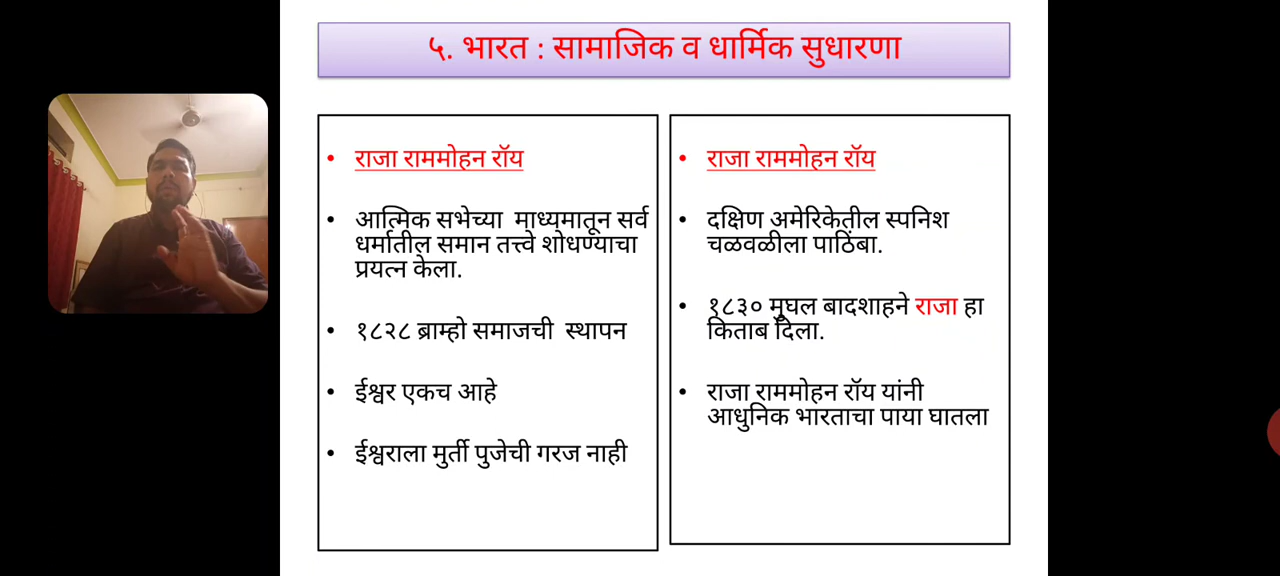 ५. भारत : सामाजिक व धार्मिक सुधारणा
• राजा राममोहन रॉय
• आत्मिक सभेच्या माध्यमातून सर्व
धर्मातील समान तत्त्वे शोधण्याचा
प्रयत्न केला.
• १८२८ ब्राम्हो समाजची स्थापन
• ईश्वर एकच आहे
• ईश्वराला मुर्ती पुजेची गरज नाही
• राजा राममोहन रॉय
• दक्षिण अमेरिकेतील स्पनिश
चळवळीला पाठिंबा.
• १८३० मुघल बादशाहने राजा हा
किताब दिला.
• राजा राममोहन रॉय यांनी
आधुनिक भारताचा पाया घातला